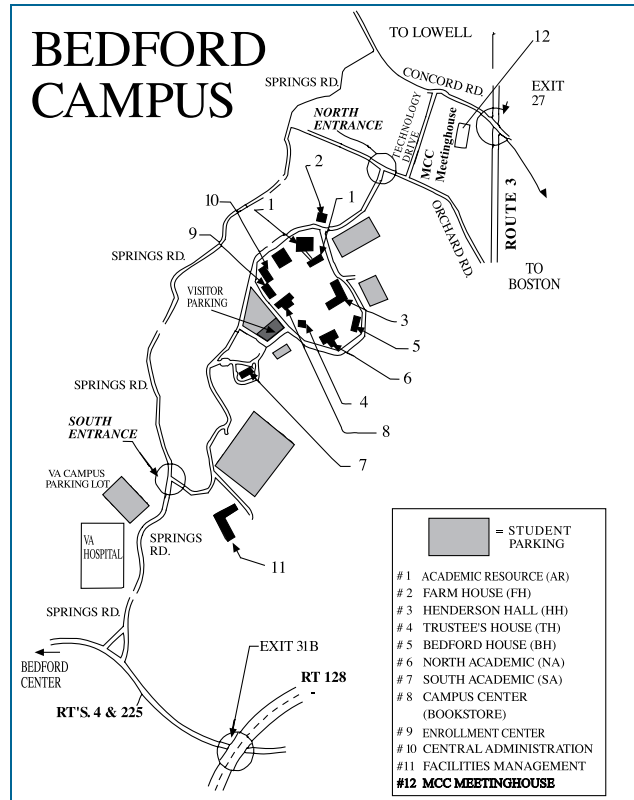 BEDFORD
CAMPUS
TO LOWELL
12
SPRINGS RD.
CONCORD RD.
EXIT
27
NORTH
ENTRANCE
TECHNOLOGY
DRIVE
MCC
Meetinghouse
2
10
1
1
9
ROUTE 3
ORCHARD RD.
SPRINGS RD.
TO
BOSTON
VISITOR
PARKING
3
5
6
4
8
7
SPRINGS RD.
SOUTH
ENTRANCE
VA CAMPUS
PARKING LOT
VA
HOSPITAL
SPRINGS
RD.
11
SPRINGS RD.
BEDFORD
CENTER
EXIT 31B
RT 128
RT'S. 4 & 225
= STUDENT
PARKING
# 1 ACADEMIC RESOURCE (AR)
# 2 FARM HOUSE (FH)
# 3 HENDERSON HALL (HH)
# 4 TRUSTEE'S HOUSE (TH)
# 5 BEDFORD HOUSE (BH)
# 6 NORTH ACADEMIC (NA)
# 7 SOUTH ACADEMIC (SA)
# 8 CAMPUS CENTER
(BOOKSTORE)
# 9 ENROLLMENT CENTER
# 10 CENTRAL ADMINISTRATION
#11 FACILITIES MANAGEMENT
#12 MCC MEETINGHOUSE